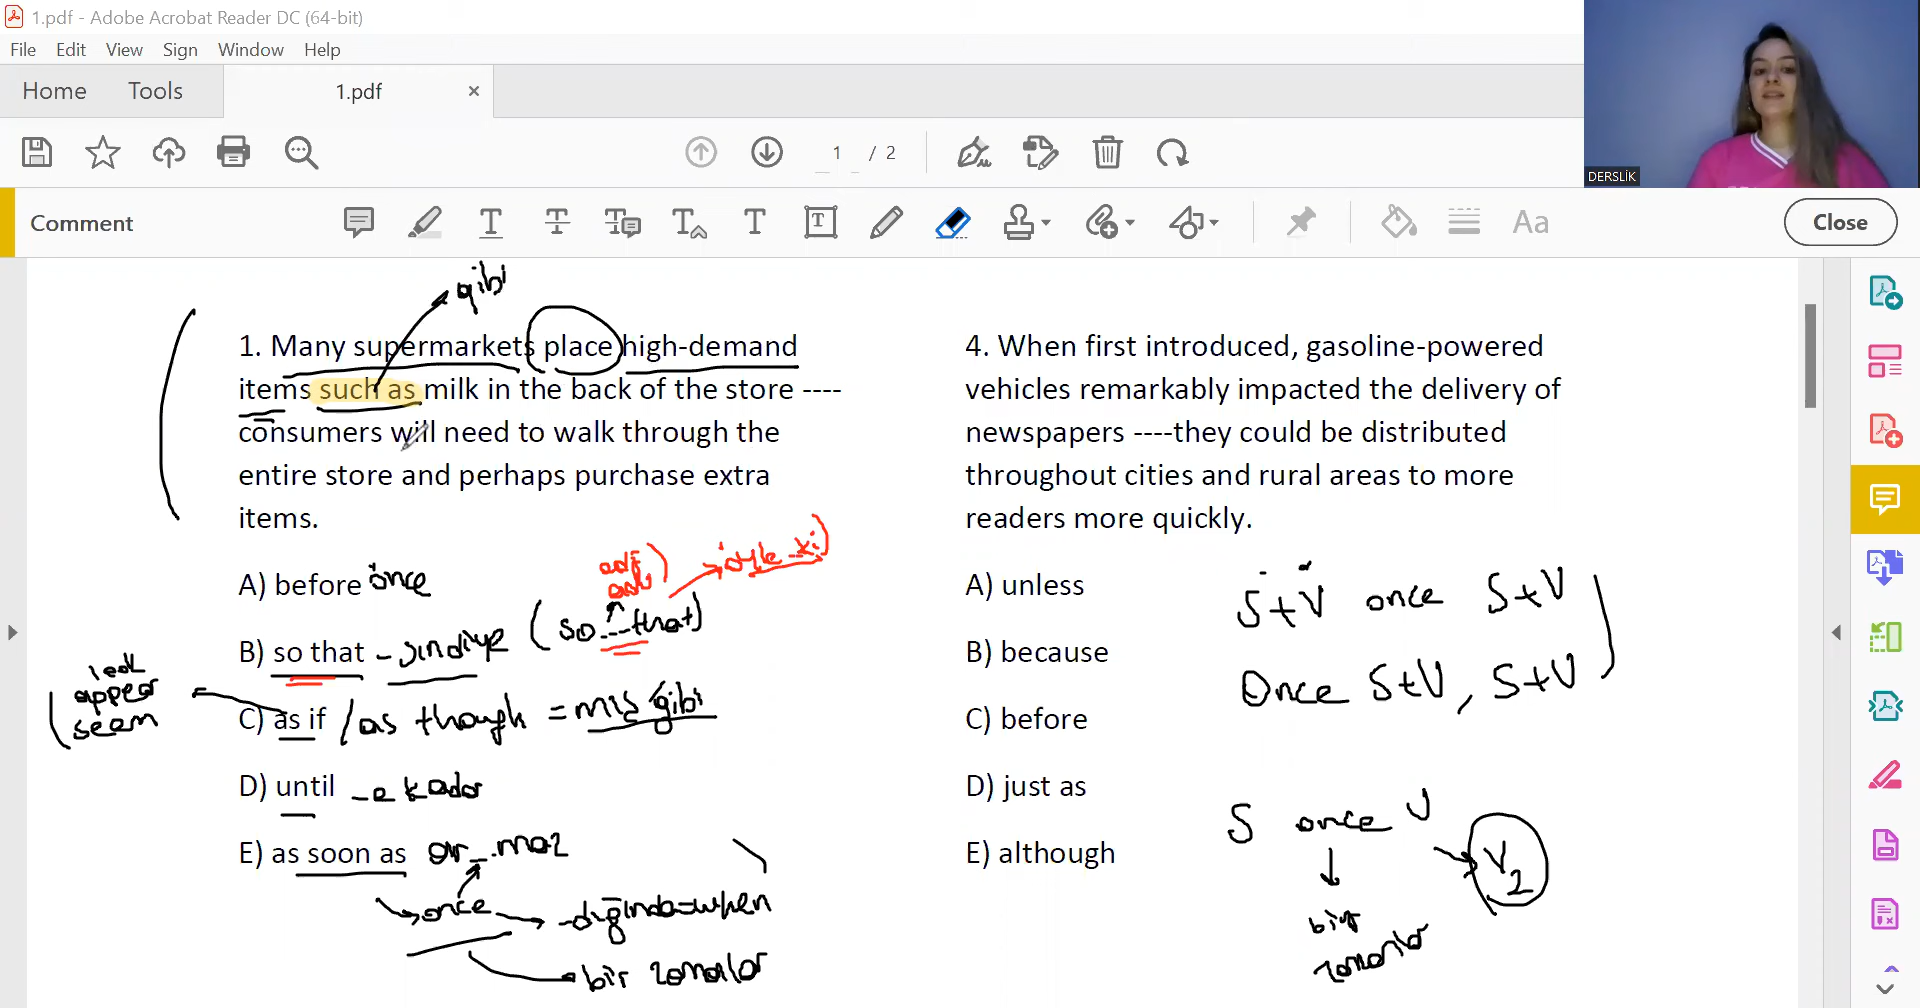 1.pdf - Adobe Acrobat Reader DC (64-bit)
File Edit View Sign Window Help
Home Tools 1.pdf ×
1 / 2
DERSLİK
Comment
T T T T T T Aa
Close
gibi
1. Many supermarkets place high-demand
items such as milk in the back of the store ----
consumers will need to walk through the
entire store and perhaps purchase extra
items.
adj
öyle ki
A) before önce
so ... that
B) so that
look
appear
seem
C) as if / as though = mış gibi
D) until -e kadar
E) as soon as ar .. maz
once -dığında = when
bir zamanlar
4. When first introduced, gasoline-powered
vehicles remarkably impacted the delivery of
newspapers ----they could be distributed
throughout cities and rural areas to more
readers more quickly.
A) unless
B) because
C) before
D) just as
E) although
S+V once S+V
Once S+V, S+V
S once V
V2
bir
zamanlar